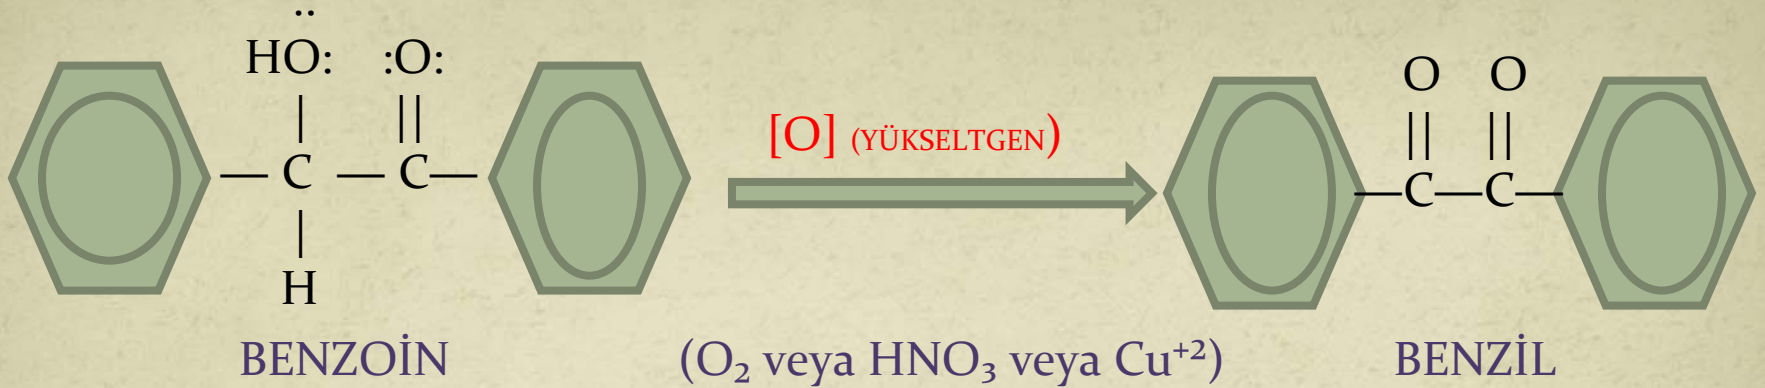 HO: :O: O O
[O] (YÜKSELTGEN)
C C C C
H
BENZOİN (O₂ veya HNO₃ veya Cu⁺²) BENZİL